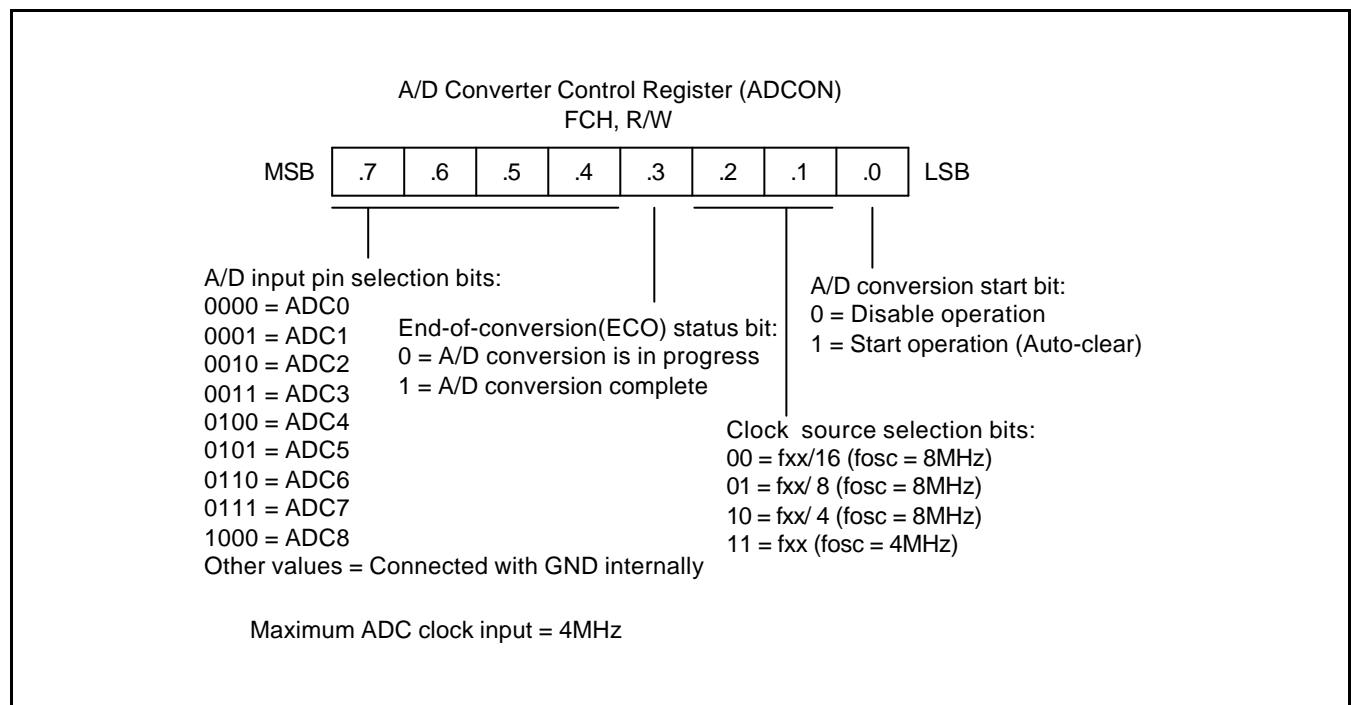 A/D Converter Control Register (ADCON)
FCH, R/W
MSB .7 .6 .5 .4 .3 .2 .1 .0 LSB
A/D input pin selection bits:
0000 = ADC0
0001 = ADC1
0010 = ADC2
0011 = ADC3
0100 = ADC4
0101 = ADC5
0110 = ADC6
0111 = ADC7
1000 = ADC8
Other values = Connected with GND internally
End-of-conversion(ECO) status bit:
0 = A/D conversion is in progress
1 = A/D conversion complete
A/D conversion start bit:
0 = Disable operation
1 = Start operation (Auto-clear)
Clock source selection bits:
00 = fxx/16 (fosc = 8MHz)
01 = fxx/ 8 (fosc = 8MHz)
10 = fxx/ 4 (fosc = 8MHz)
11 = fxx (fosc = 4MHz)
Maximum ADC clock input = 4MHz